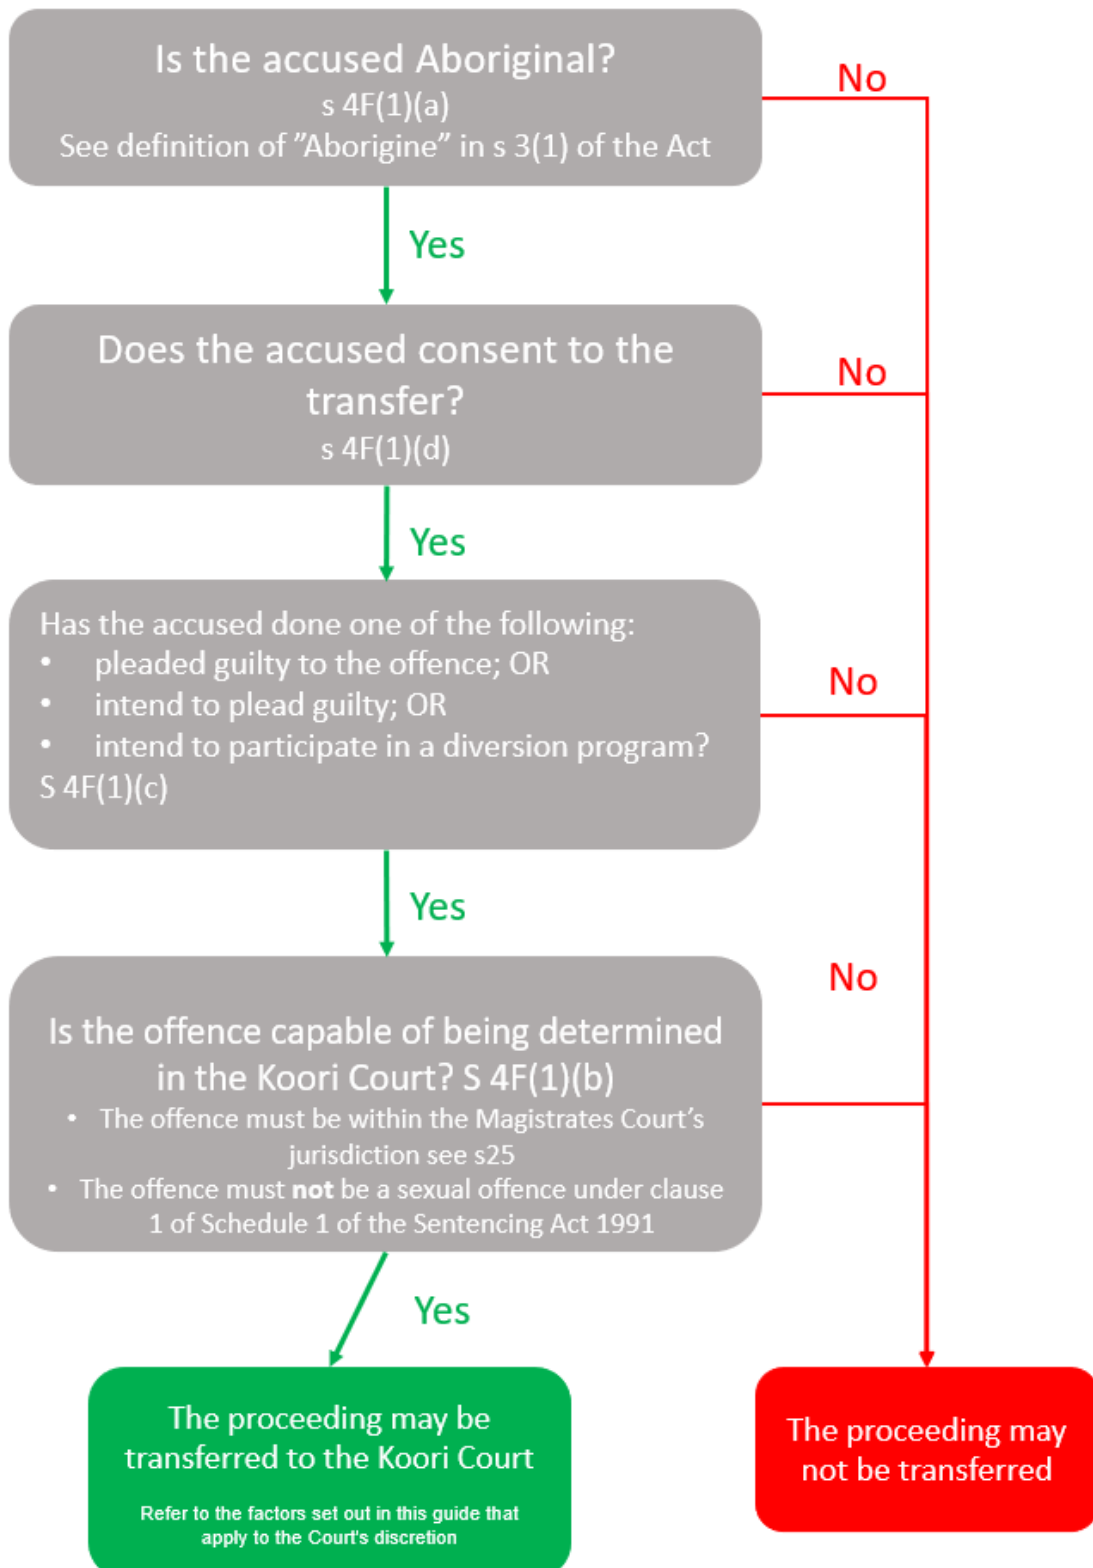 Is the accused Aboriginal?
No
s 4F(1)(a)
See definition of ”Aborigine” in s 3(1) of the Act
Yes
Does the accused consent to the
transfer?
No
s 4F(1)(d)
Yes
Has the accused done one of the following:
• pleaded guilty to the offence; OR
• intend to plead guilty; OR
• intend to participate in a diversion program?
S 4F(1)(c)
No
Yes
No
Is the offence capable of being determined
in the Koori Court? S 4F(1)(b)
• The offence must be within the Magistrates Court’s
jurisdiction see s25
• The offence must not be a sexual offence under clause
1 of Schedule 1 of the Sentencing Act 1991
Yes
The proceeding may be
transferred to the Koori Court
Refer to the factors set out in this guide that
apply to the Court's discretion
The proceeding may
not be transferred